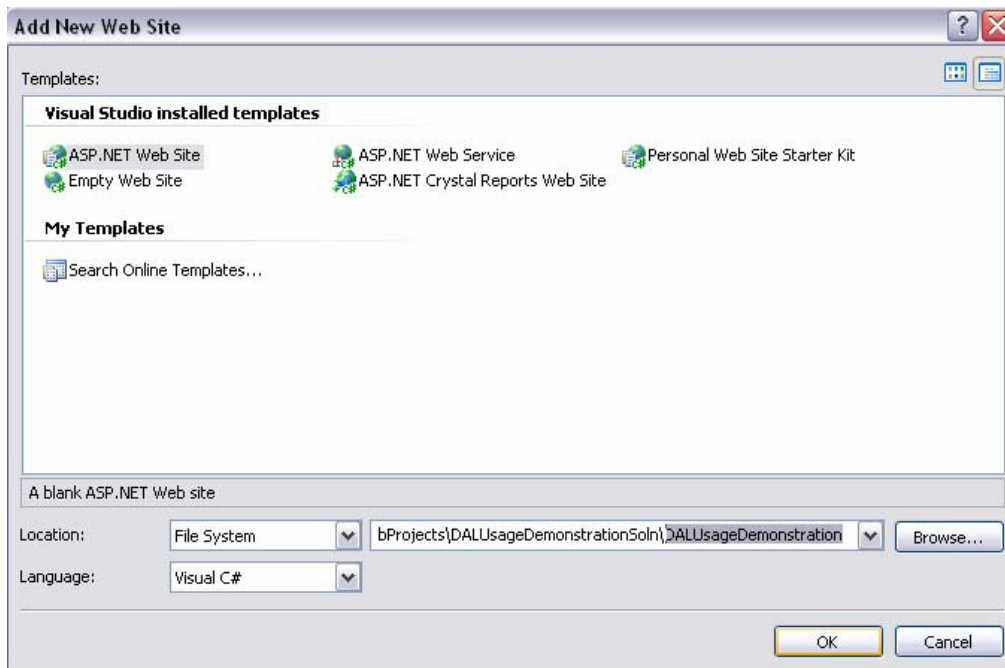 Add New Web Site
Templates:
Visual Studio installed templates
ASP.NET Web Site
ASP.NET Web Service
Personal Web Site Starter Kit
Empty Web Site
ASP.NET Crystal Reports Web Site
My Templates
Search Online Templates...
A blank ASP.NET Web site
Location:
File System
bProjects\DALUsageDemonstrationSoln\DALUsageDemonstration
Browse...
Language:
Visual C#
OK
Cancel